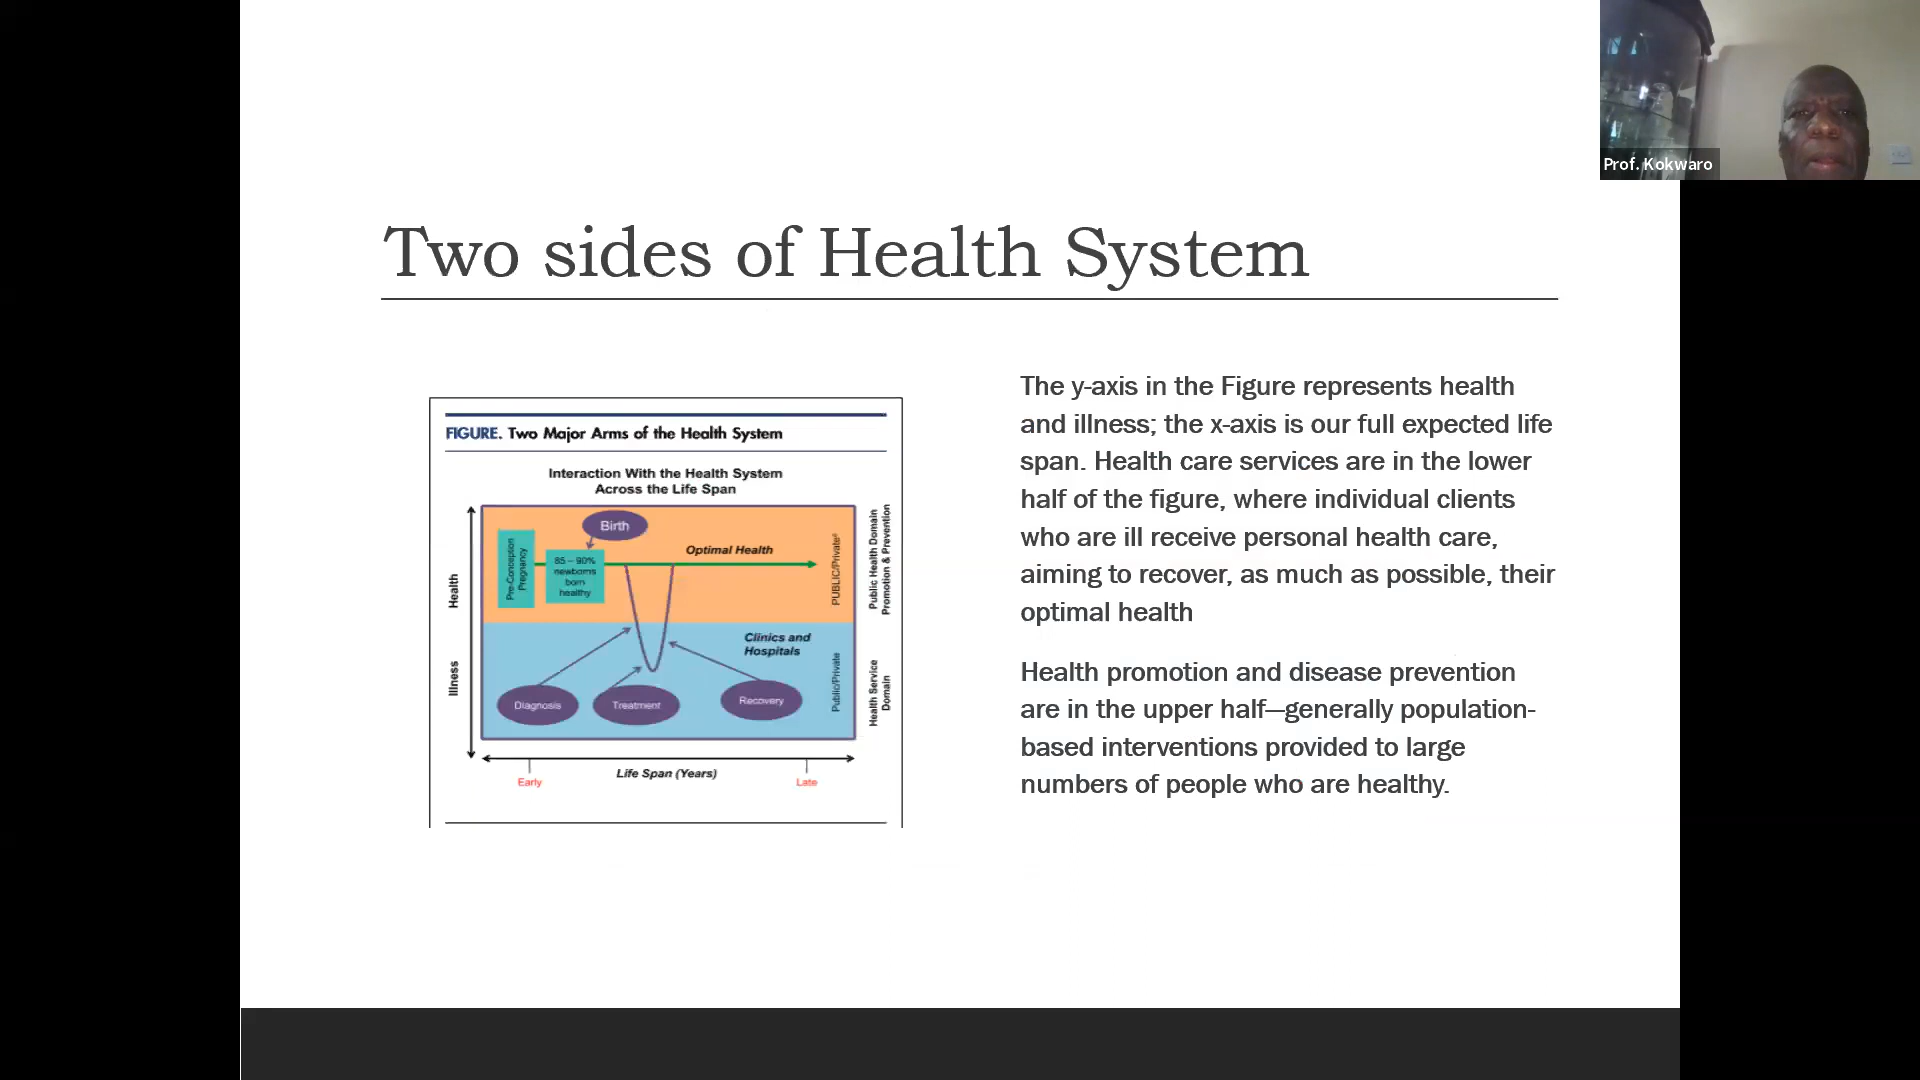 Prof. Kokwaro
Two sides of Health System
FIGURE. Two Major Arms of the Health System
Interaction With the Health System
Across the Life Span
Health
Illness
Pre-Conception
Pregnancy
Birth
85 – 90%
newborns
born
healthy
Optimal Health
PUBLIC/Private
Public Health Domain
Promotion & Prevention
Clinics and
Hospitals
Diagnosis
Treatment
Recovery
Public/Private
Health Service
Domain
Life Span (Years)
Early
Late
The y-axis in the Figure represents health
and illness; the x-axis is our full expected life
span. Health care services are in the lower
half of the figure, where individual clients
who are ill receive personal health care,
aiming to recover, as much as possible, their
optimal health
Health promotion and disease prevention
are in the upper half—generally population-
based interventions provided to large
numbers of people who are healthy.